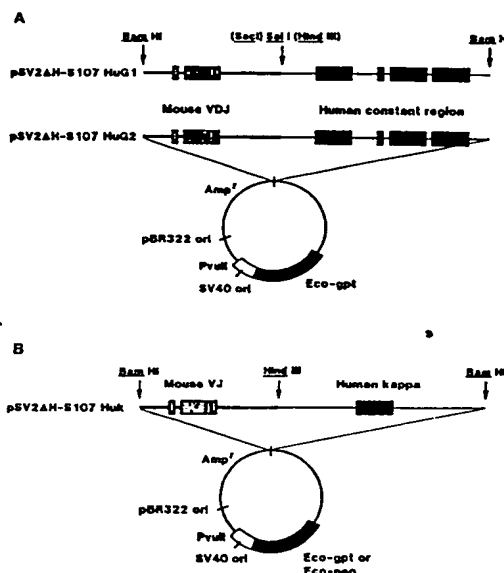 A
Bam HI
(SacI) Sal I (Hind III)
Bam HI
pSV2ΔH-S107 HuG1
Mouse VDJ
Human constant region
pSV2ΔH-S107 HuG2
Amp r
pBR322 ori
PvuII
SV40 ori
Eco-gpt
B
Bam HI
Hind III
Bam HI
Mouse VJ
Human kappa
pSV2ΔH-S107 Huk
Amp r
pBR322 ori
PvuII
SV40 ori
Eco-gpt or
Eco-neo